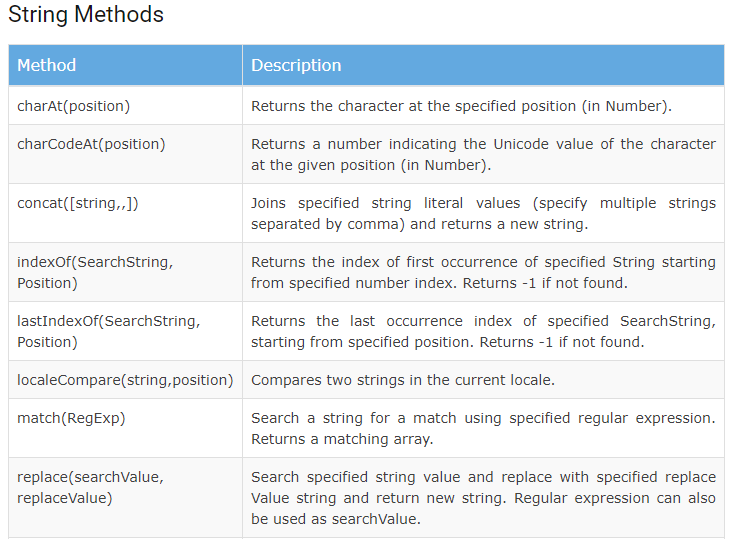 String Methods
Method Description
charAt(position) Returns the character at the specified position (in Number).
charCodeAt(position) Returns a number indicating the Unicode value of the character
at the given position (in Number).
concat([string,,]) Joins specified string literal values (specify multiple strings
separated by comma) and returns a new string.
indexOf(SearchString, Returns the index of first occurrence of specified String starting
Position) from specified number index. Returns -1 if not found.
lastIndexOf(SearchString, Returns the last occurrence index of specified SearchString,
Position) starting from specified position. Returns -1 if not found.
localeCompare(string,position) Compares two strings in the current locale.
match(RegExp) Search a string for a match using specified regular expression.
Returns a matching array.
replace(searchValue, Search specified string value and replace with specified replace
replaceValue) Value string and return new string. Regular expression can also
be used as searchValue.